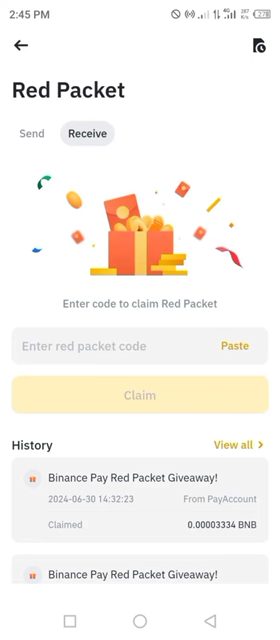 2:45 PM
4G
Red Packet
Send
Receive
Enter code to claim Red Packet
Enter red packet code
Paste
Claim
History
View all
Binance Pay Red Packet Giveaway!
2024-06-30 14:32:23
From PayAccount
Claimed
0.00003334 BNB
Binance Pay Red Packet Giveaway!